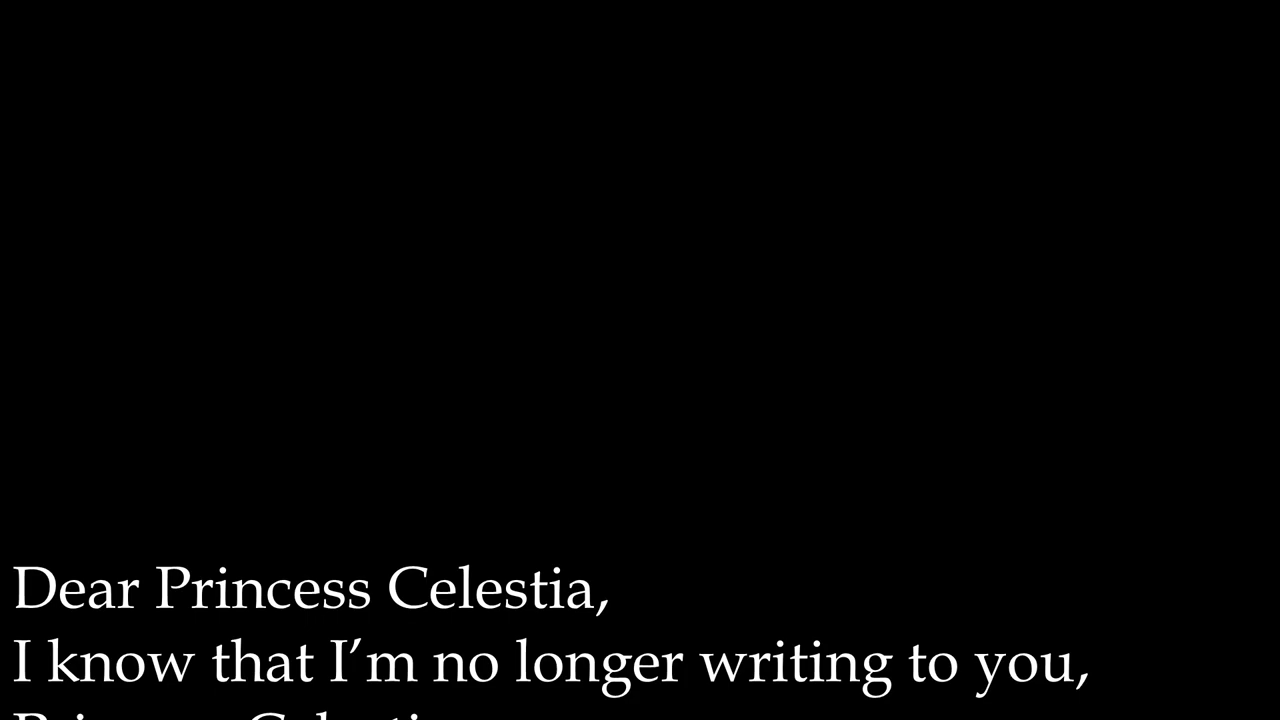 Dear Princess Celestia,
I know that I’m no longer writing to you,